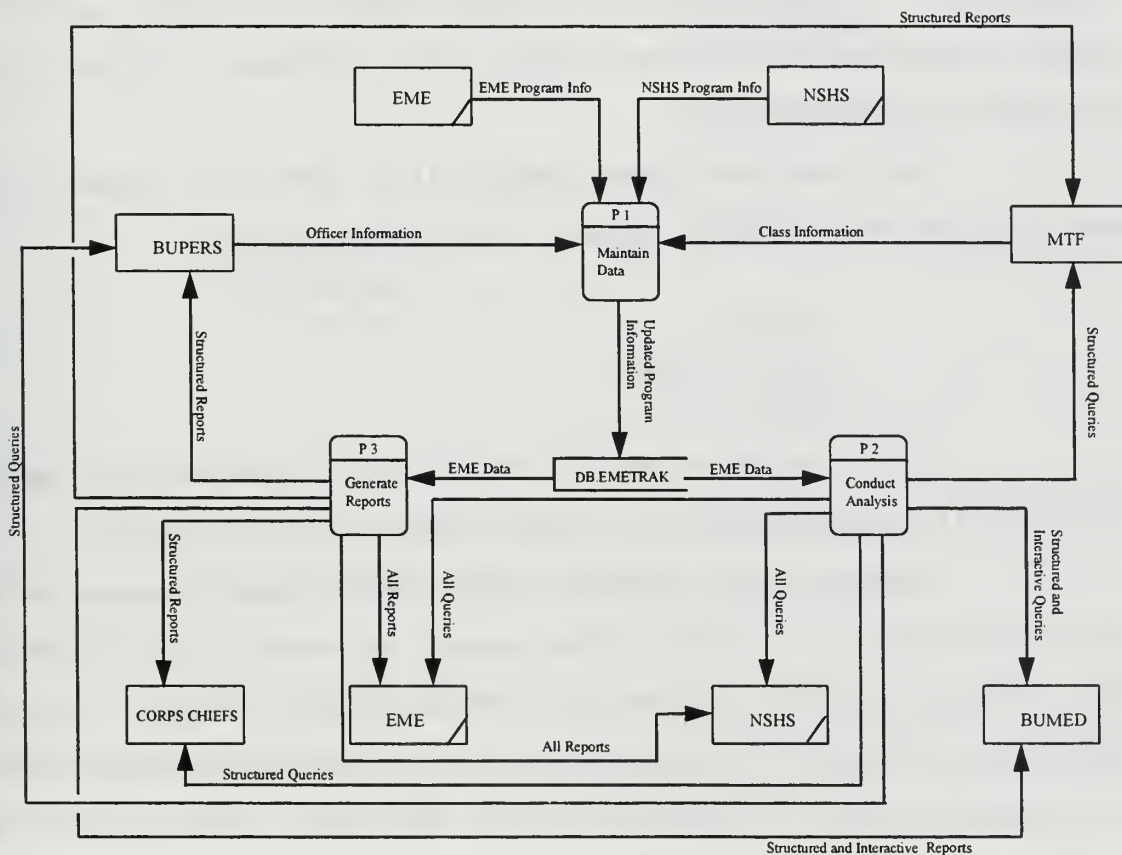 Structured Reports
EME
EME Program Info
NSHS Program Info
NSHS
P 1
Maintain
Data
BUPERS
Officer Information
Class Information
MTF
Structured Reports
Updated Program
Information
Structured Queries
Structured Queries
P 3
Generate
Reports
EME Data
DB.EMETRAK
EME Data
P 2
Conduct
Analysis
Structured Reports
All Reports
All Queries
All Queries
Structured and
Interactive Queries
CORPS CHIEFS
EME
NSHS
BUMED
All Reports
Structured Queries
Structured and Interactive Reports